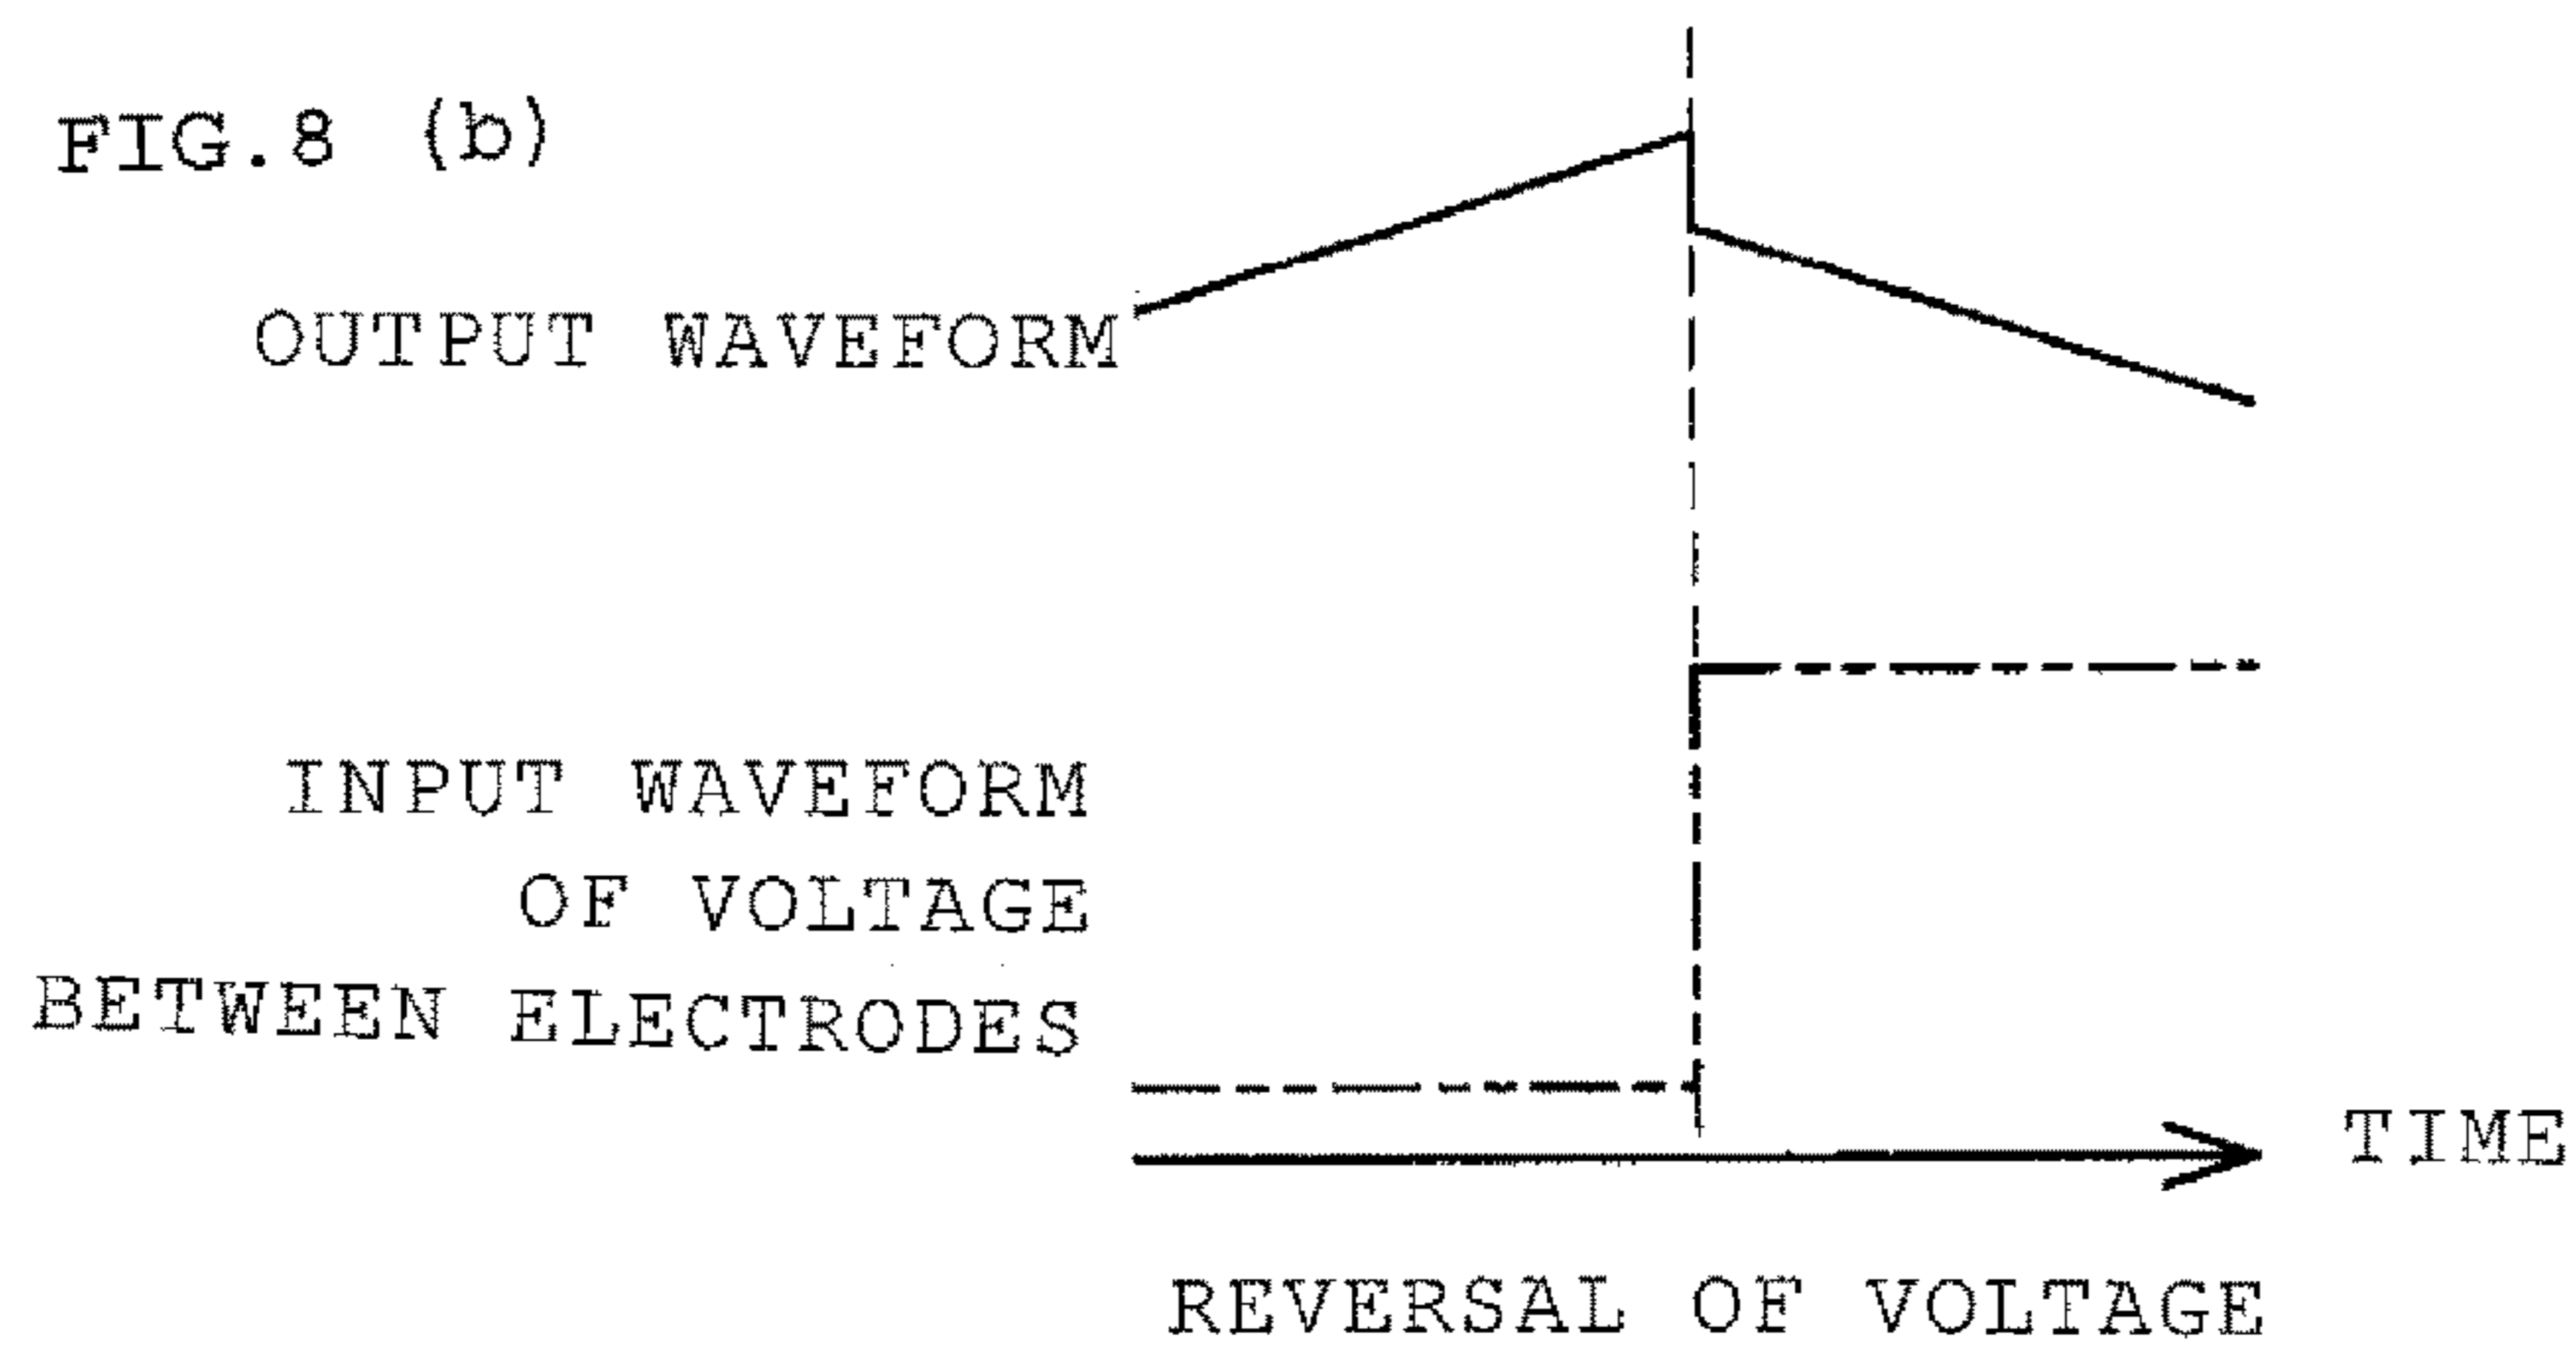 FIG.8 (b)
OUTPUT WAVEFORM
INPUT WAVEFORM
OF VOLTAGE
BETWEEN ELECTRODES
TIME
REVERSAL OF VOLTAGE